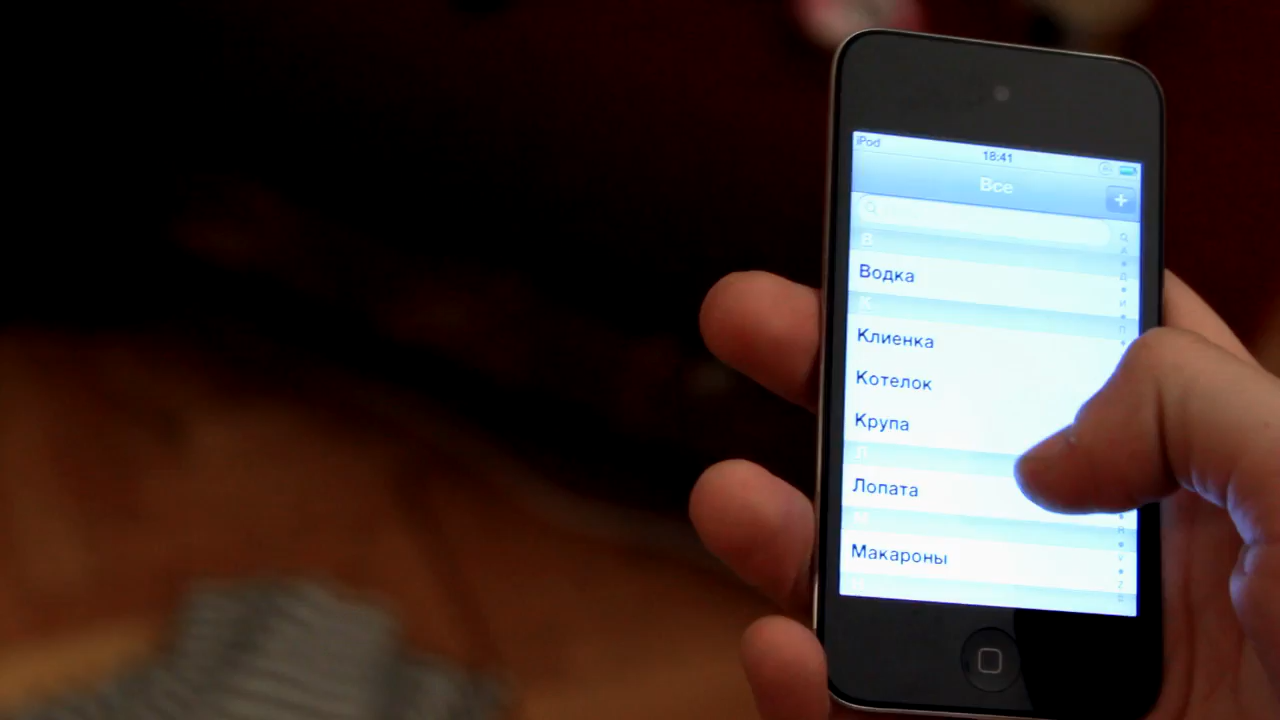 iPod
18:41
Все
+
В
Водка
К
Клиенка
Котелок
Крупа
Л
Лопата
М
Макароны
Н